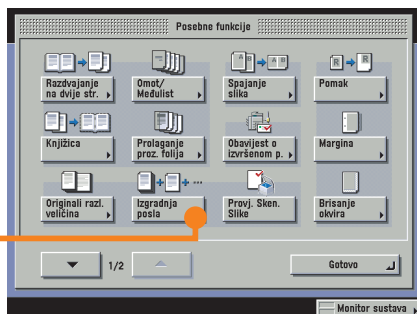 Posebne funkcije
Razdvajanje
na dvije str.
Omot/
Međulist
Spajanje
slika
Pomak
Knjižica
Prolaganje
proz. folija
Obavijest o
izvršenom p.
Margina
Originali razl.
veličina
Izgradnja
posla
Provj. Sken.
Slike
Brisanje
okvira
1/2
Gotovo
Monitor sustava